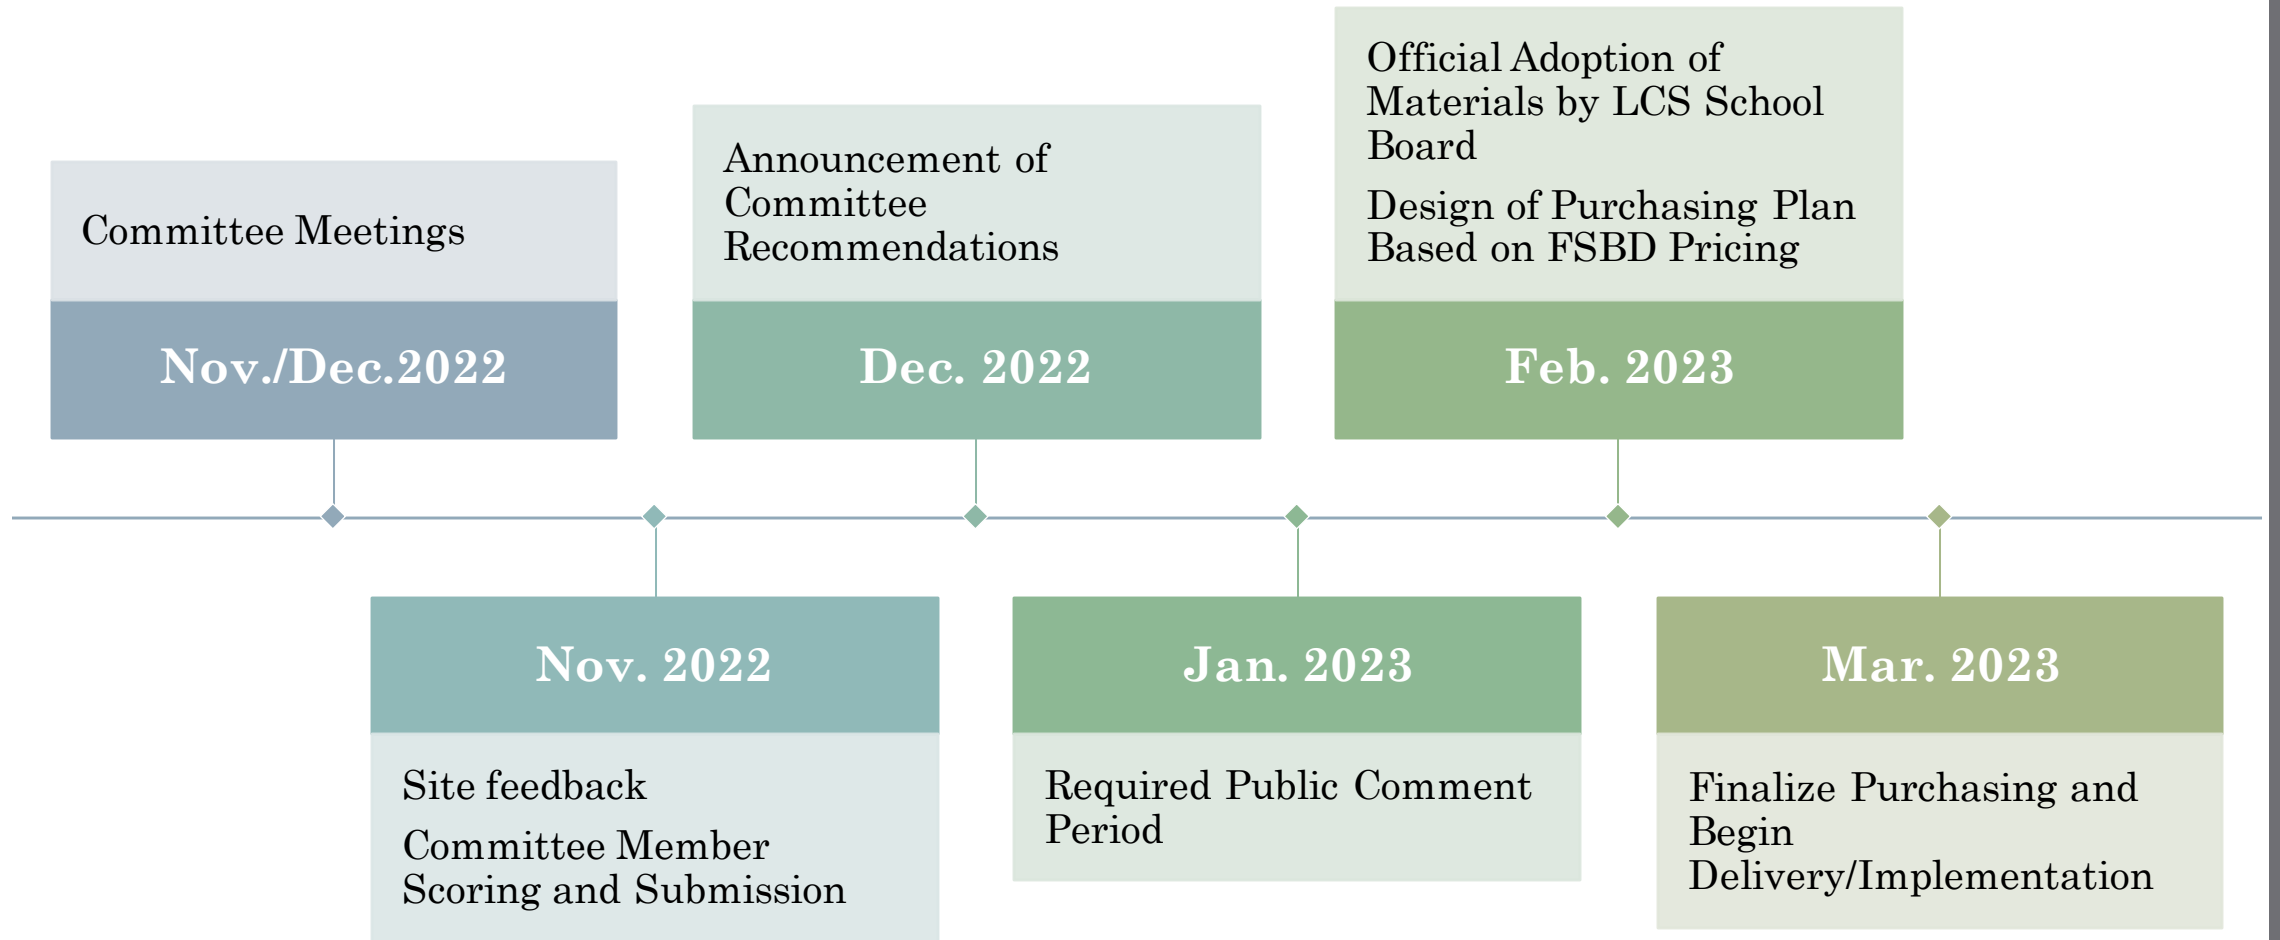 Committee Meetings
Nov./Dec.2022
Site feedback
Committee Member
Scoring and Submission
Nov. 2022
Announcement of
Committee
Recommendations
Dec. 2022
Jan. 2023
Required Public Comment
Period
Official Adoption of
Materials by LCS School
Board
Design of Purchasing Plan
Based on FSBD Pricing
Feb. 2023
Mar. 2023
Finalize Purchasing and
Begin
Delivery/Implementation